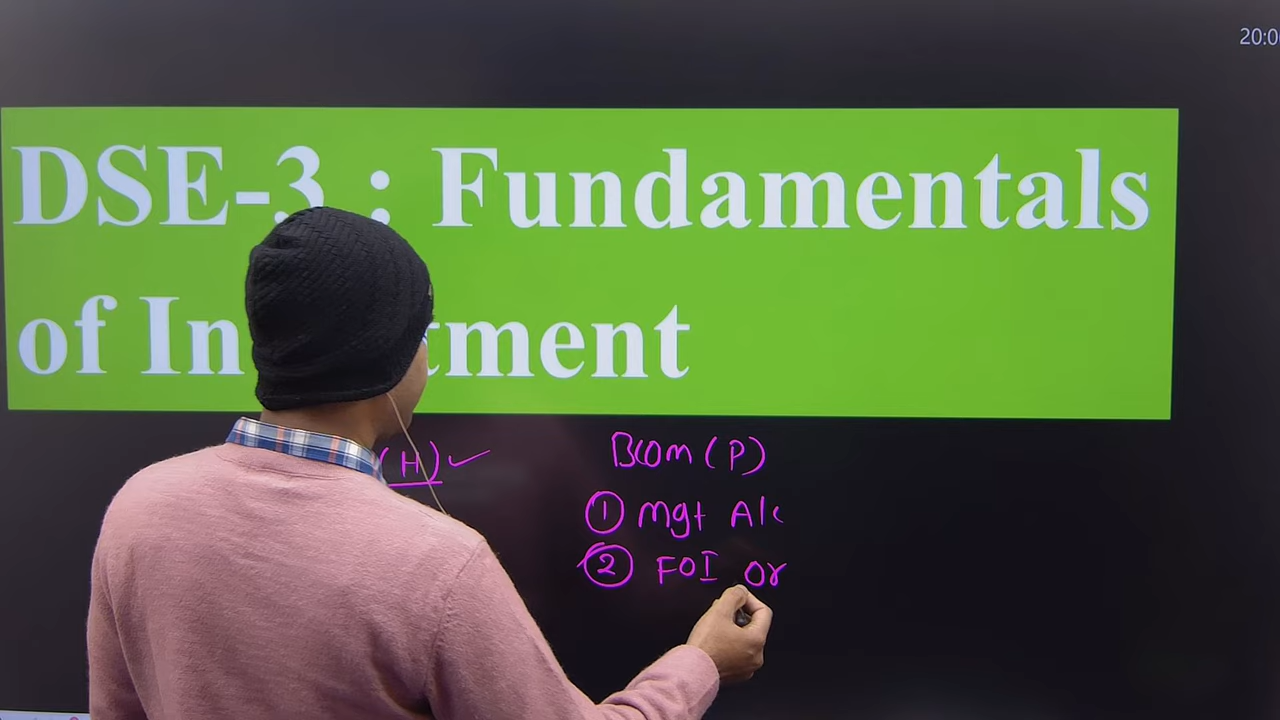 20:0
DSE-3 : Fundamentals
of In tment
(H) ✓
Bcom (P)
① Mgt A/c
② FOI Or